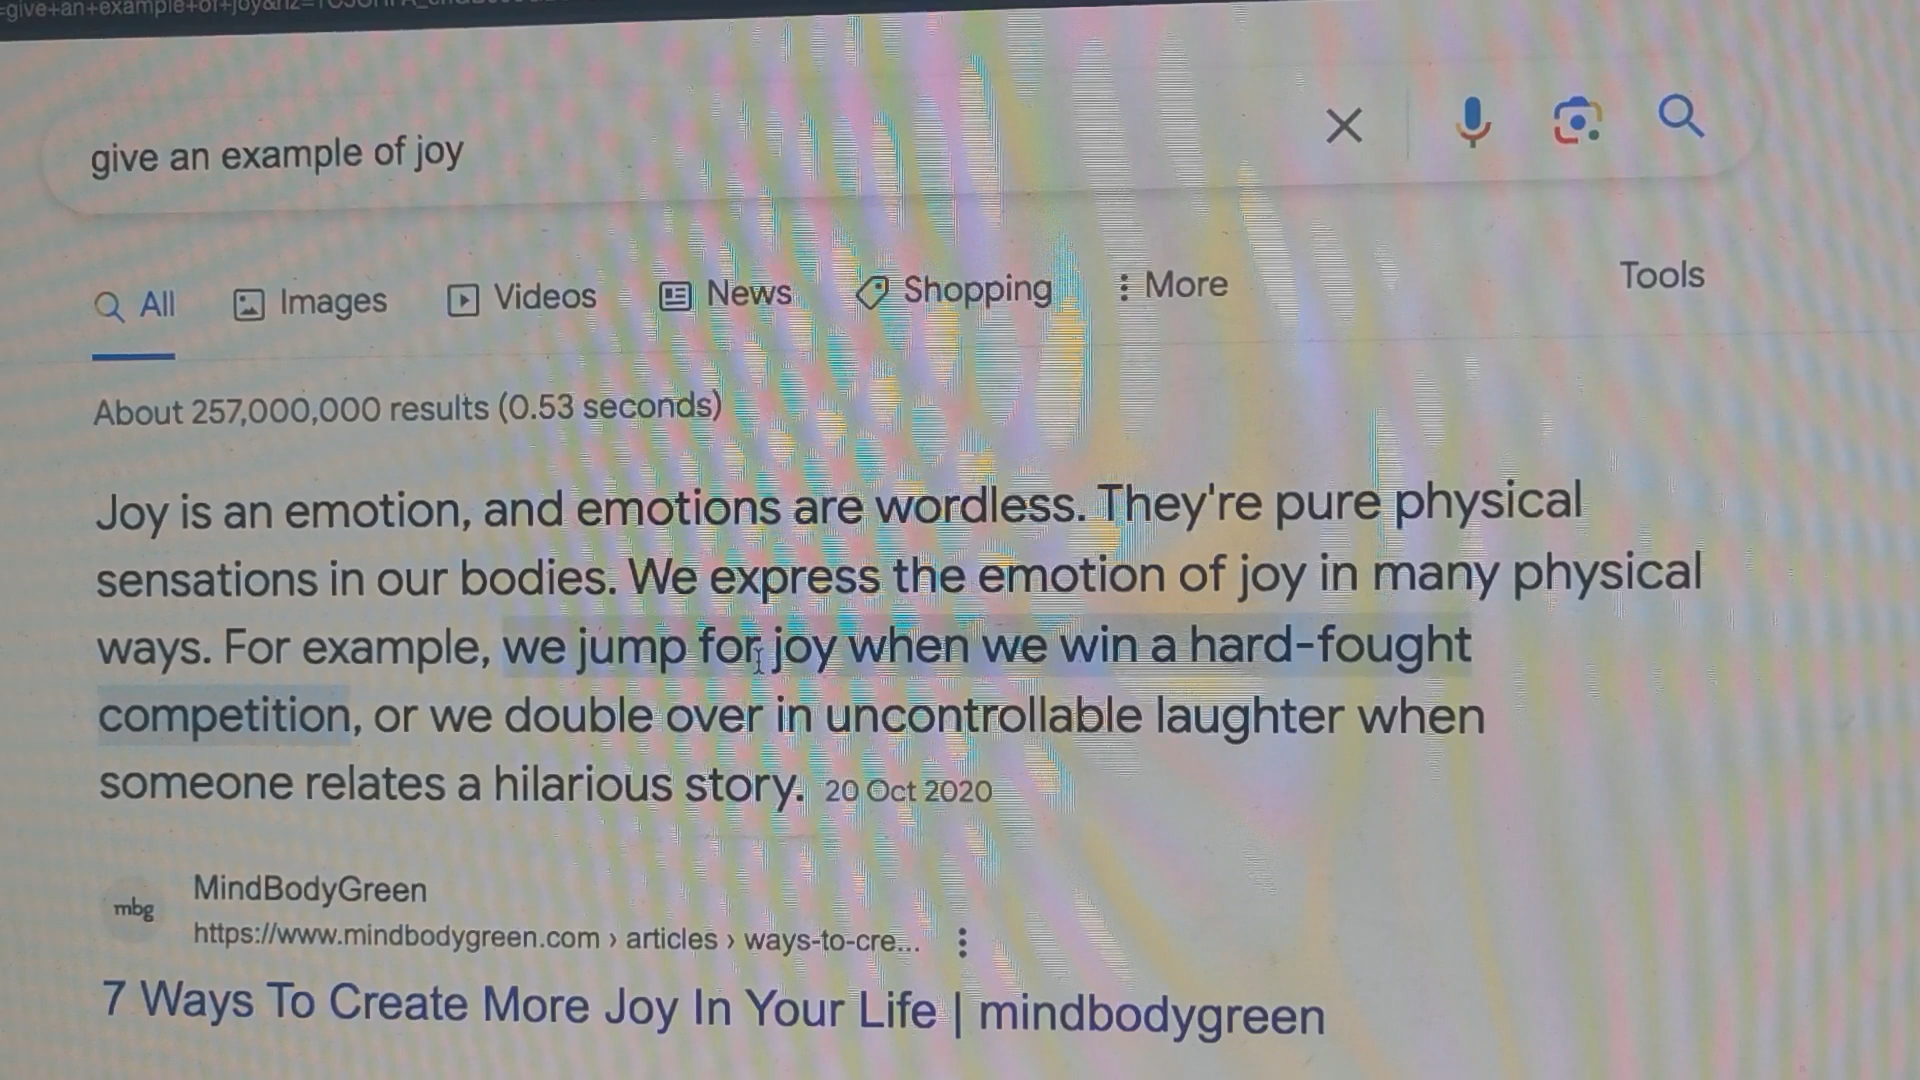 give an example of joy
All Images Videos News Shopping More Tools
About 257,000,000 results (0.53 seconds)
Joy is an emotion, and emotions are wordless. They're pure physical
sensations in our bodies. We express the emotion of joy in many physical
ways. For example, we jump for joy when we win a hard-fought
competition, or we double over in uncontrollable laughter when
someone relates a hilarious story. 20 Oct 2020
mbg
MindBodyGreen
https://www.mindbodygreen.com › articles › ways-to-cre...
7 Ways To Create More Joy In Your Life | mindbodygreen